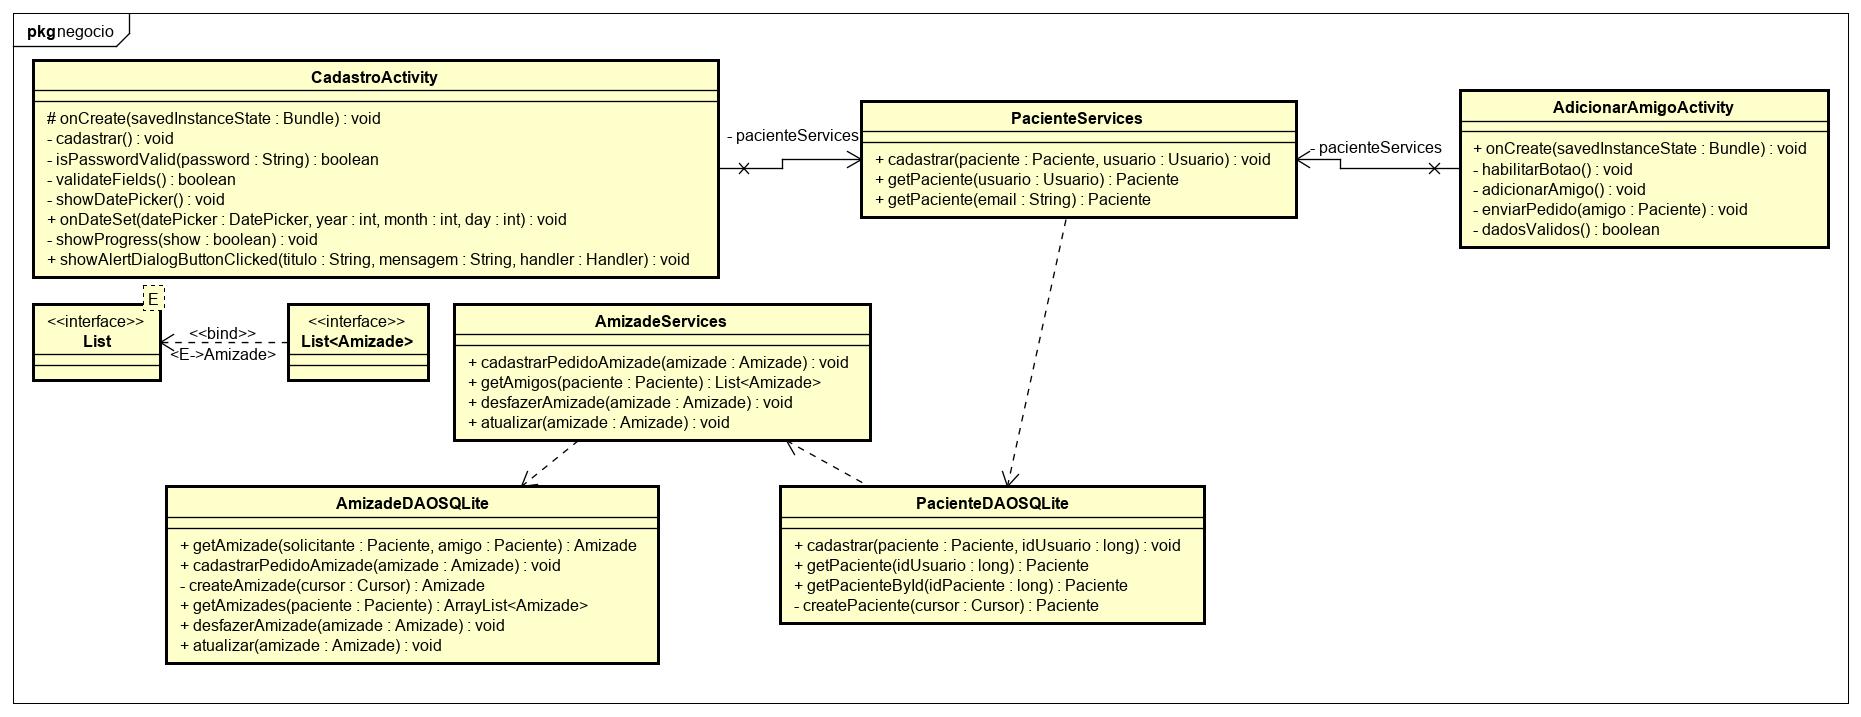 pkg negocio
CadastroActivity
# onCreate(savedInstanceState : Bundle) : void
- cadastrar() : void
- isPasswordValid(password : String) : boolean
- validateFields() : boolean
- showDatePicker() : void
+ onDateSet(datePicker : DatePicker, year : int, month : int, day : int) : void
- showProgress(show : boolean) : void
+ showAlertDialogButtonClicked(titulo : String, mensagem : String, handler : Handler) : void
- pacienteServices
PacienteServices
+ cadastrar(paciente : Paciente, usuario : Usuario) : void
+ getPaciente(usuario : Usuario) : Paciente
+ getPaciente(email : String) : Paciente
- pacienteServices
AdicionarAmigoActivity
+ onCreate(savedInstanceState : Bundle) : void
- habilitarBotao() : void
- adicionarAmigo() : void
- enviarPedido(amigo : Paciente) : void
- dadosValidos() : boolean
E
<<interface>>
List
<<bind>>
<E->Amizade>
<<interface>>
List<Amizade>
AmizadeServices
+ cadastrarPedidoAmizade(amizade : Amizade) : void
+ getAmigos(paciente : Paciente) : List<Amizade>
+ desfazerAmizade(amizade : Amizade) : void
+ atualizar(amizade : Amizade) : void
AmizadeDAOSQLite
+ getAmizade(solicitante : Paciente, amigo : Paciente) : Amizade
+ cadastrarPedidoAmizade(amizade : Amizade) : void
- createAmizade(cursor : Cursor) : Amizade
+ getAmizades(paciente : Paciente) : ArrayList<Amizade>
+ desfazerAmizade(amizade : Amizade) : void
+ atualizar(amizade : Amizade) : void
PacienteDAOSQLite
+ cadastrar(paciente : Paciente, idUsuario : long) : void
+ getPaciente(idUsuario : long) : Paciente
+ getPacienteById(idPaciente : long) : Paciente
- createPaciente(cursor : Cursor) : Paciente